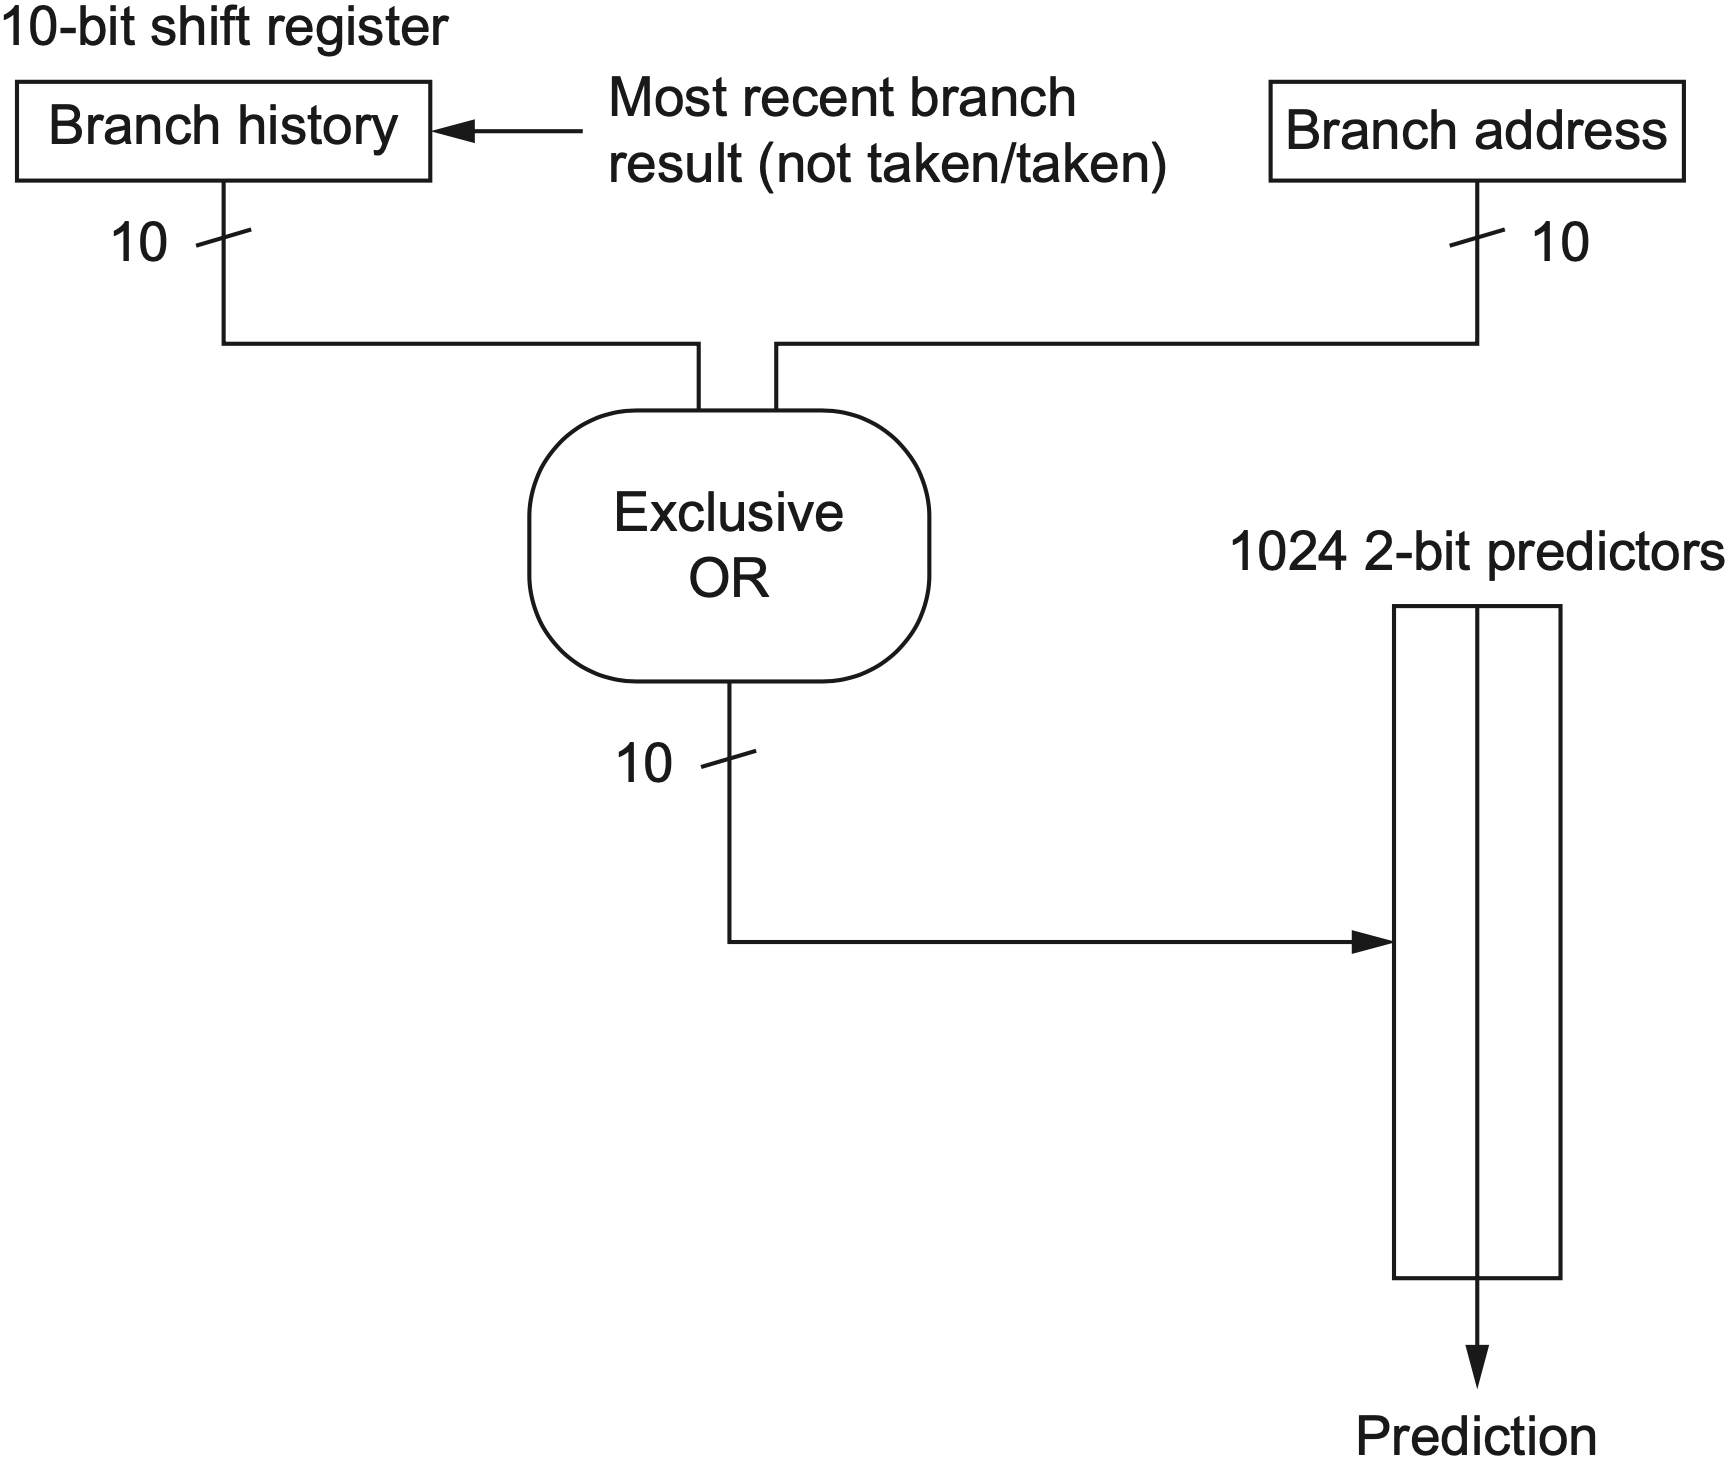 10-bit shift register
Branch history
Most recent branch
result (not taken/taken)
Branch address
10
10
Exclusive
OR
1024 2-bit predictors
10
Prediction